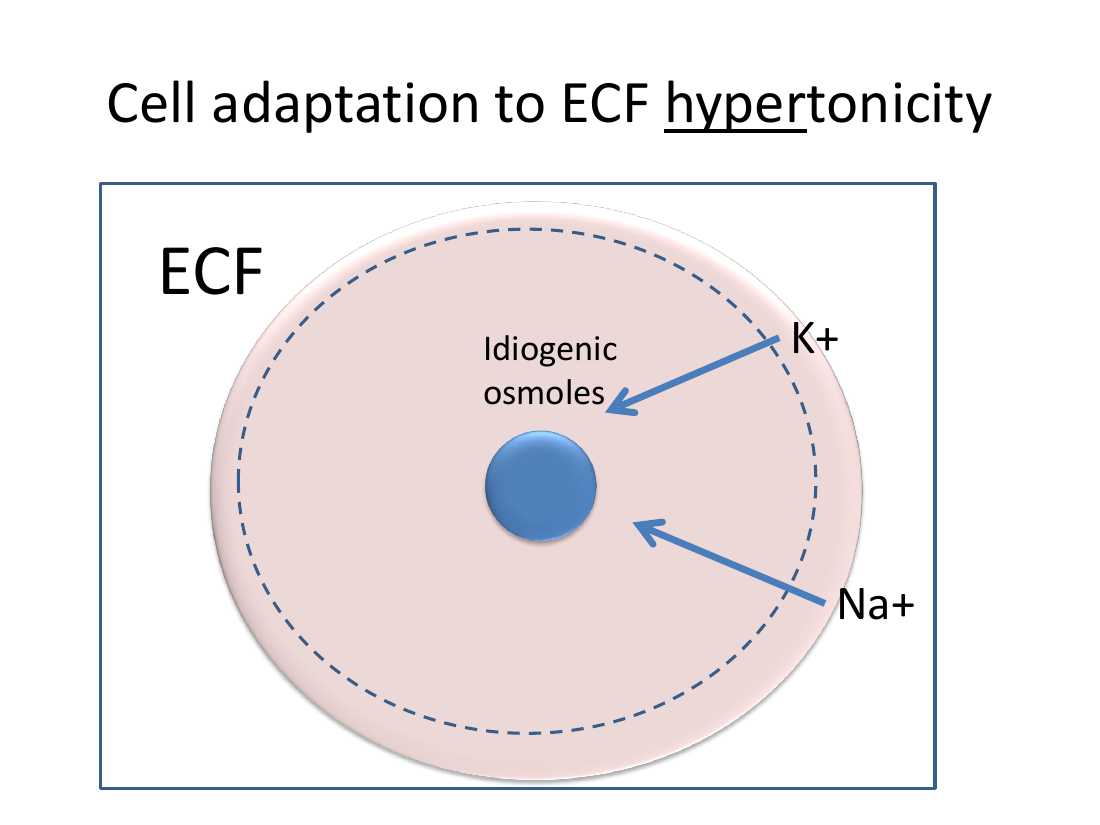 Cell adaptation to ECF hypertonicity
ECF
Idiogenic
osmoles
K+
Na+